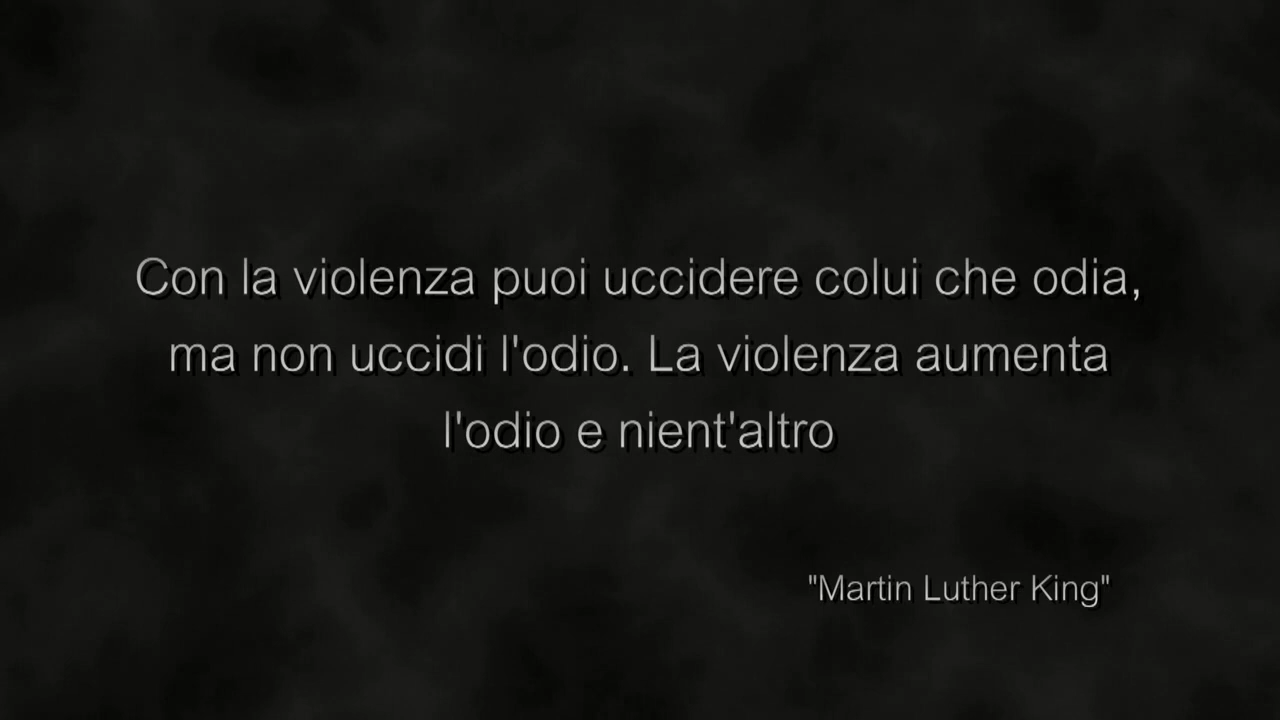 Con la violenza puoi uccidere colui che odia,
ma non uccidi l'odio. La violenza aumenta
l'odio e nient'altro
"Martin Luther King"